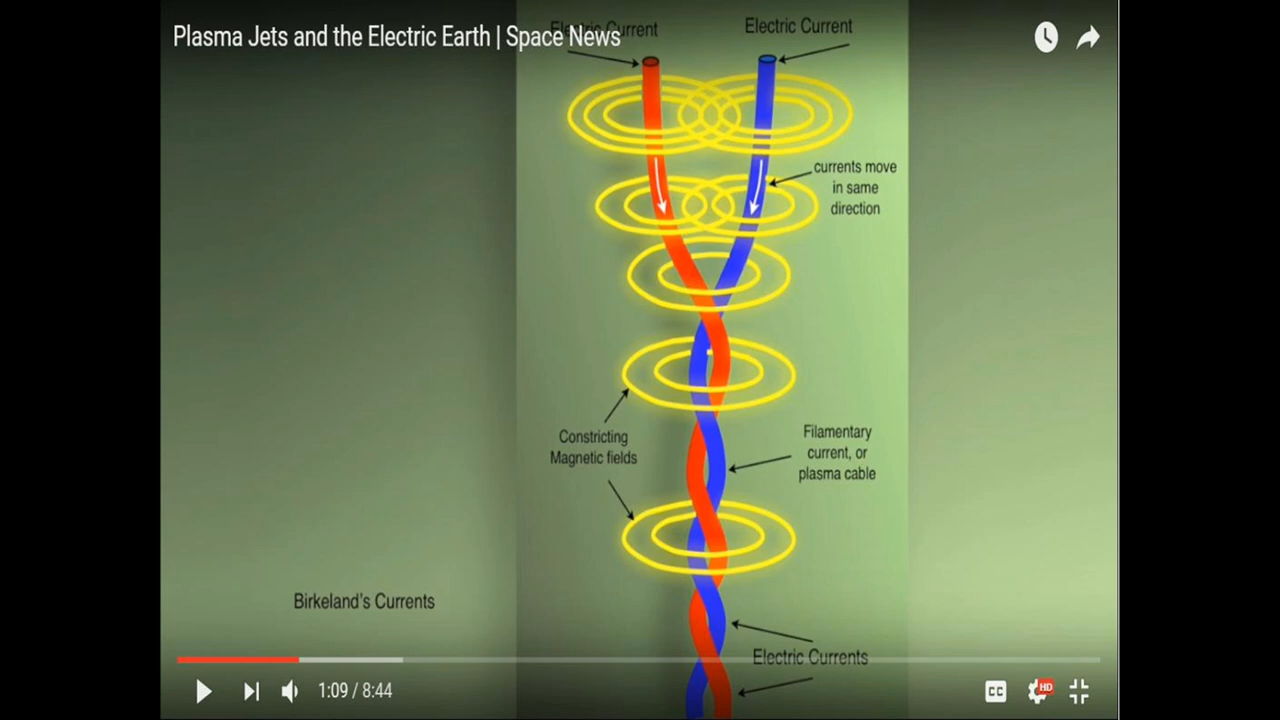 Electric Current
Electric Current
Plasma Jets and the Electric Earth | Space News
currents move
in same
direction
Constricting
Magnetic fields
Filamentary
current, or
plasma cable
Birkeland's Currents
Electric Currents
1:09 / 8:44
CC
HD